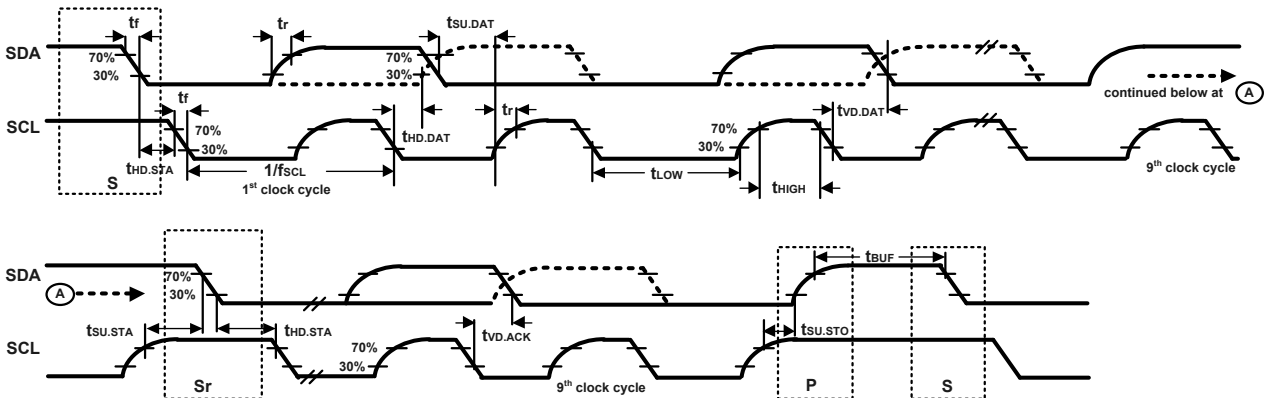 tf tr tSU.DAT
SDA 70% 30% 70% 30%
continued below at A
tf tr tVD.DAT
SCL 70% 30% tHD.DAT 70% 30%
tHD.STA 1/fSCL tLOW tHIGH
S 1st clock cycle 9th clock cycle
SDA 70% 30% tBUF
A
tSU.STA tHD.STA tVD.ACK tSU.STO
SCL 70% 30%
Sr 9th clock cycle P S